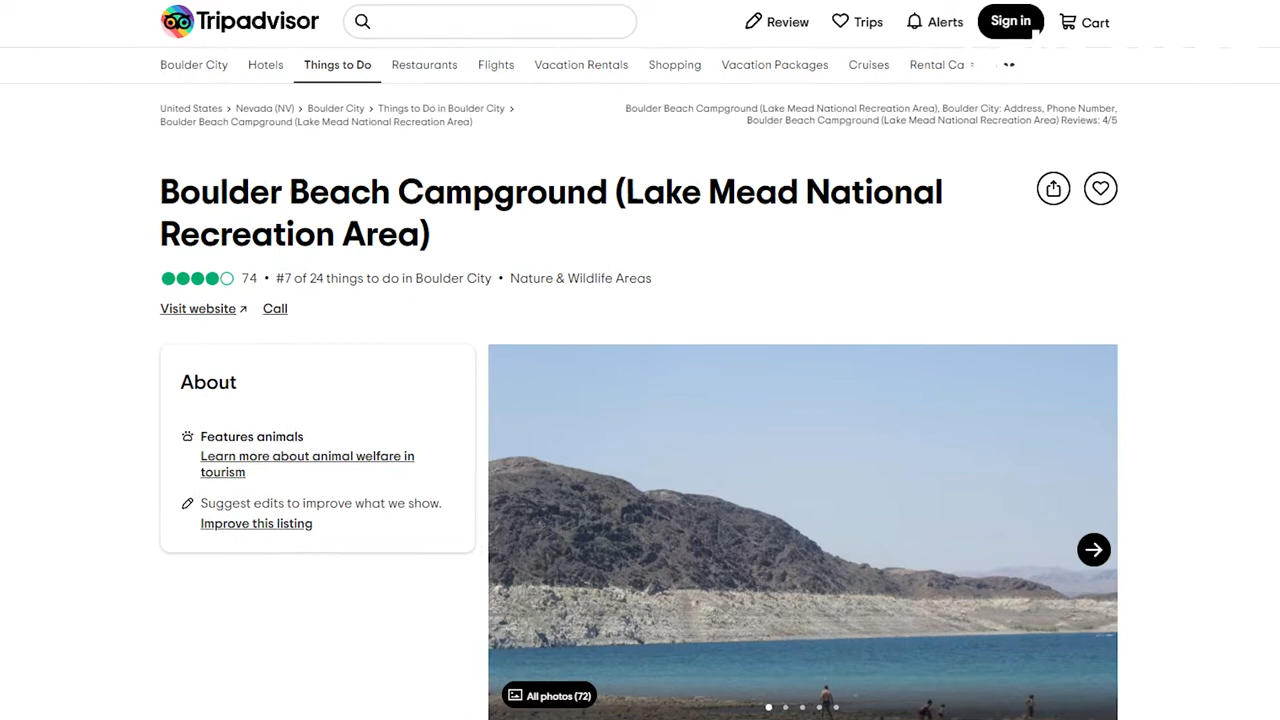 Tripadvisor
Review
Trips
Alerts
Sign in
Cart
Boulder City
Hotels
Things to Do
Restaurants
Flights
Vacation Rentals
Shopping
Vacation Packages
Cruises
Rental Ca
United States > Nevada (NV) > Boulder City > Things to Do in Boulder City >
Boulder Beach Campground (Lake Mead National Recreation Area)
Boulder Beach Campground (Lake Mead National Recreation Area), Boulder City: Address, Phone Number,
Boulder Beach Campground (Lake Mead National Recreation Area) Reviews: 4/5
Boulder Beach Campground (Lake Mead National
Recreation Area)
74 • #7 of 24 things to do in Boulder City • Nature & Wildlife Areas
Visit website
Call
About
Features animals
Learn more about animal welfare in
tourism
Suggest edits to improve what we show.
Improve this listing
All photos (72)